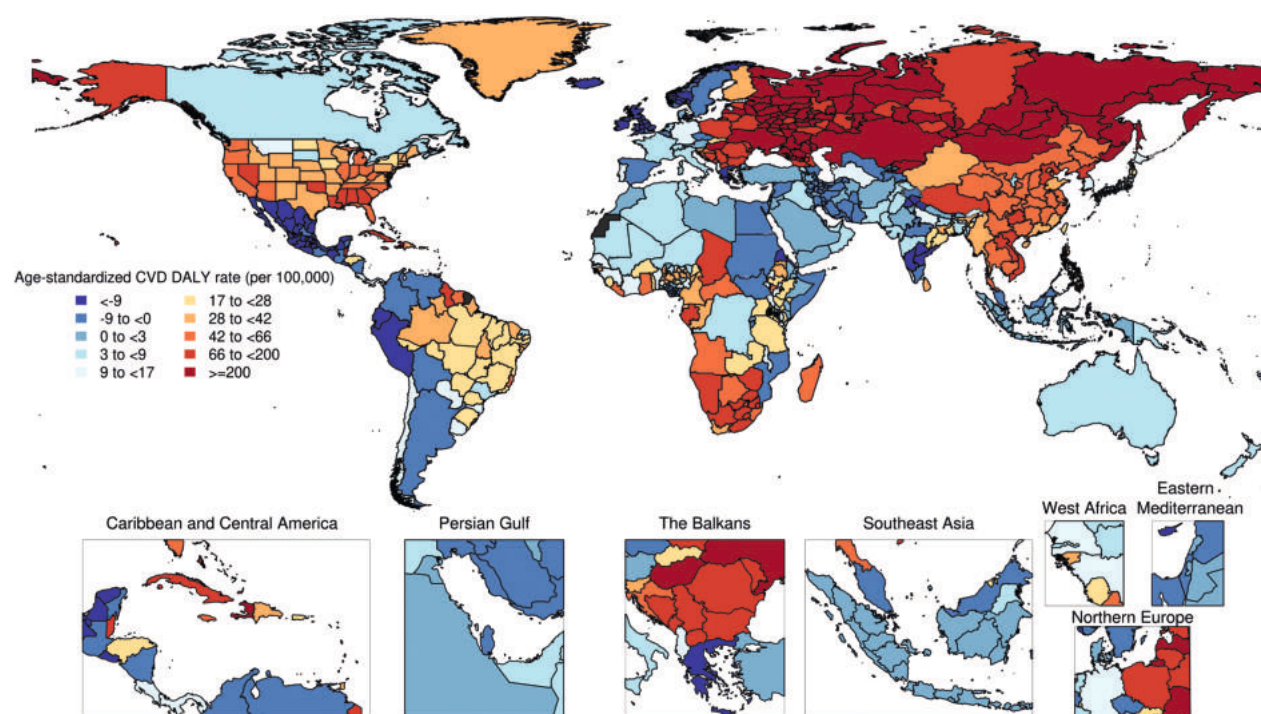 Age-standardized CVD DALY rate (per 100,000)
<-9
-9 to <0
0 to <3
3 to <9
9 to <17
17 to <28
28 to <42
42 to <66
66 to <200
>=200
Caribbean and Central America
Persian Gulf
The Balkans
Southeast Asia
West Africa
Eastern
Mediterranean
Northern Europe